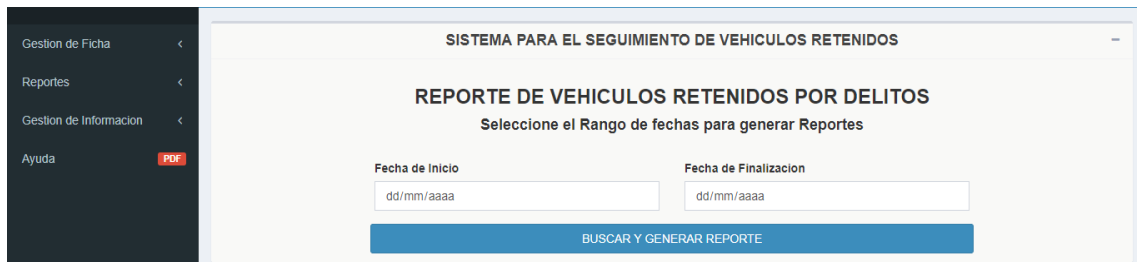 Gestion de Ficha
Reportes
Gestion de Informacion
Ayuda PDF
SISTEMA PARA EL SEGUIMIENTO DE VEHICULOS RETENIDOS
REPORTE DE VEHICULOS RETENIDOS POR DELITOS
Seleccione el Rango de fechas para generar Reportes
Fecha de Inicio
dd/mm/aaaa
Fecha de Finalizacion
dd/mm/aaaa
BUSCAR Y GENERAR REPORTE